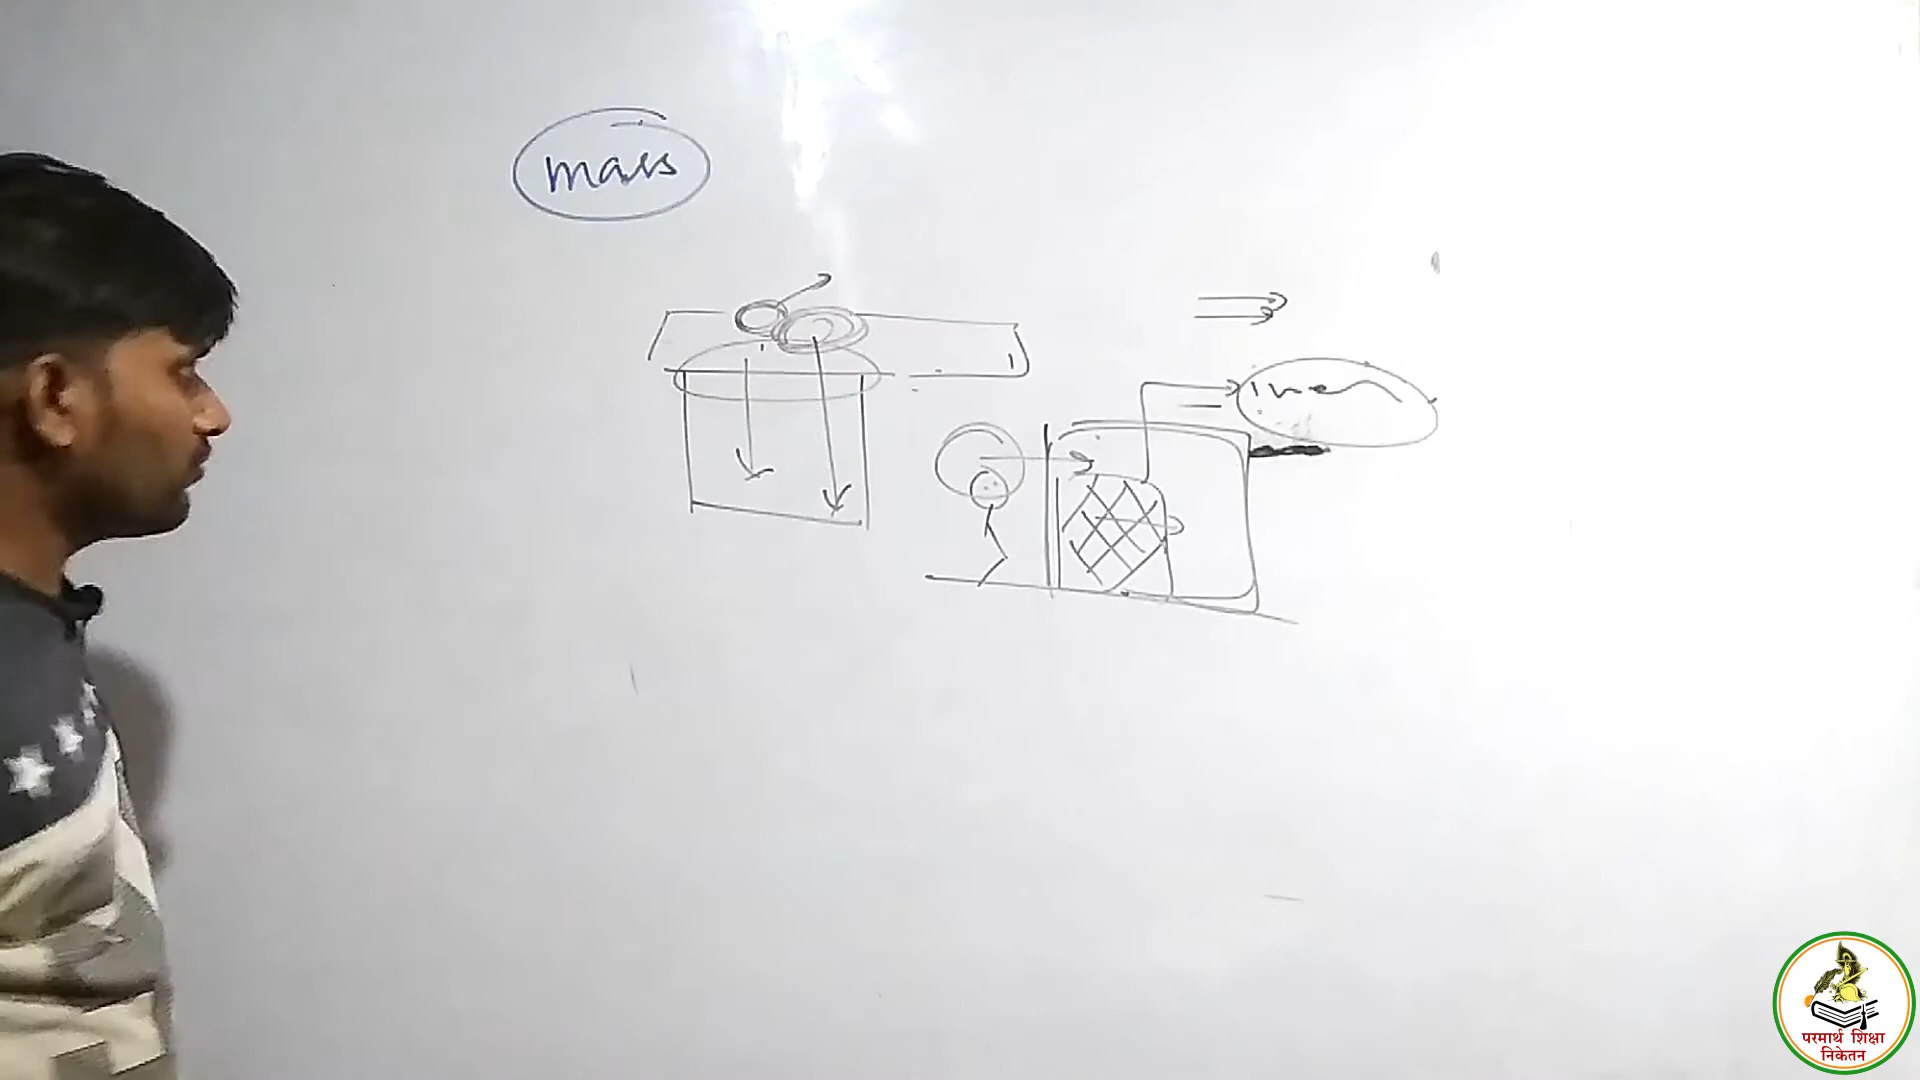 mass
परमार्थ शिक्षा
निकेतन